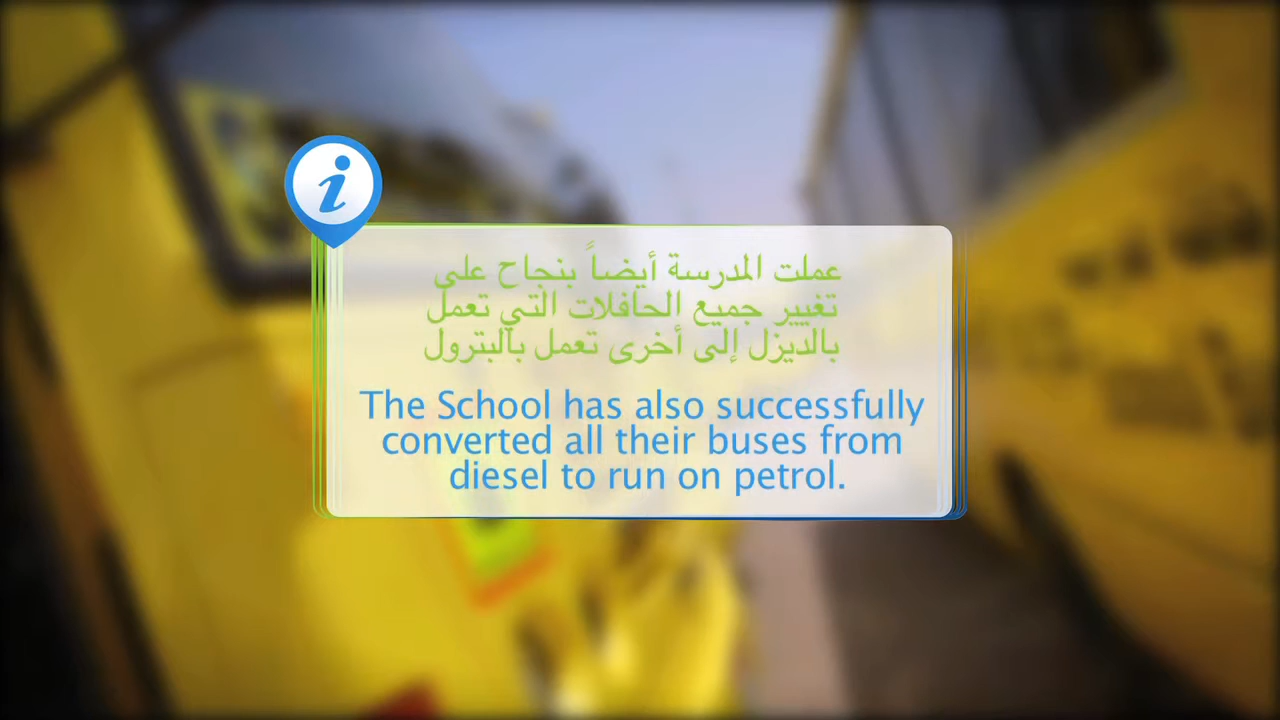 عملت المدرسة أيضاً بنجاح على
تغيير جميع الحافلات التي تعمل
بالديزل إلى أخرى تعمل بالبترول
The School has also successfully
converted all their buses from
diesel to run on petrol.